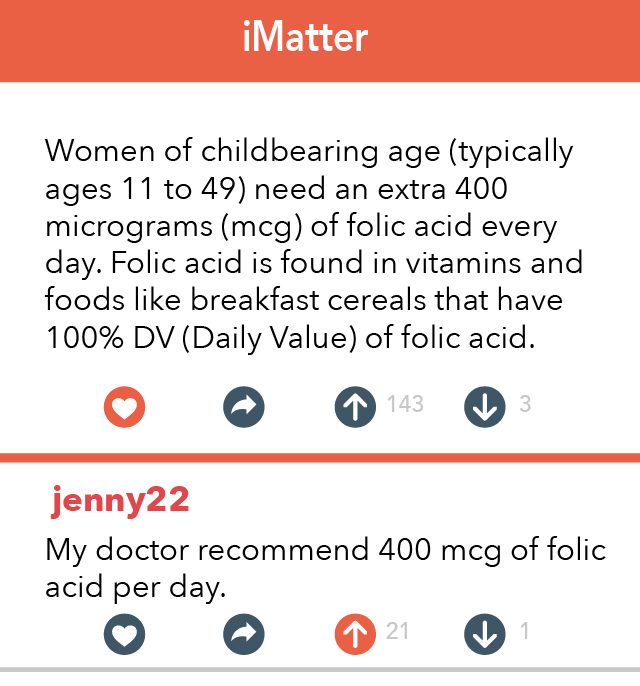 iMatter
Women of childbearing age (typically
ages 11 to 49) need an extra 400
micrograms (mcg) of folic acid every
day. Folic acid is found in vitamins and
foods like breakfast cereals that have
100% DV (Daily Value) of folic acid.
143 3
jenny22
My doctor recommend 400 mcg of folic
acid per day.
21 1